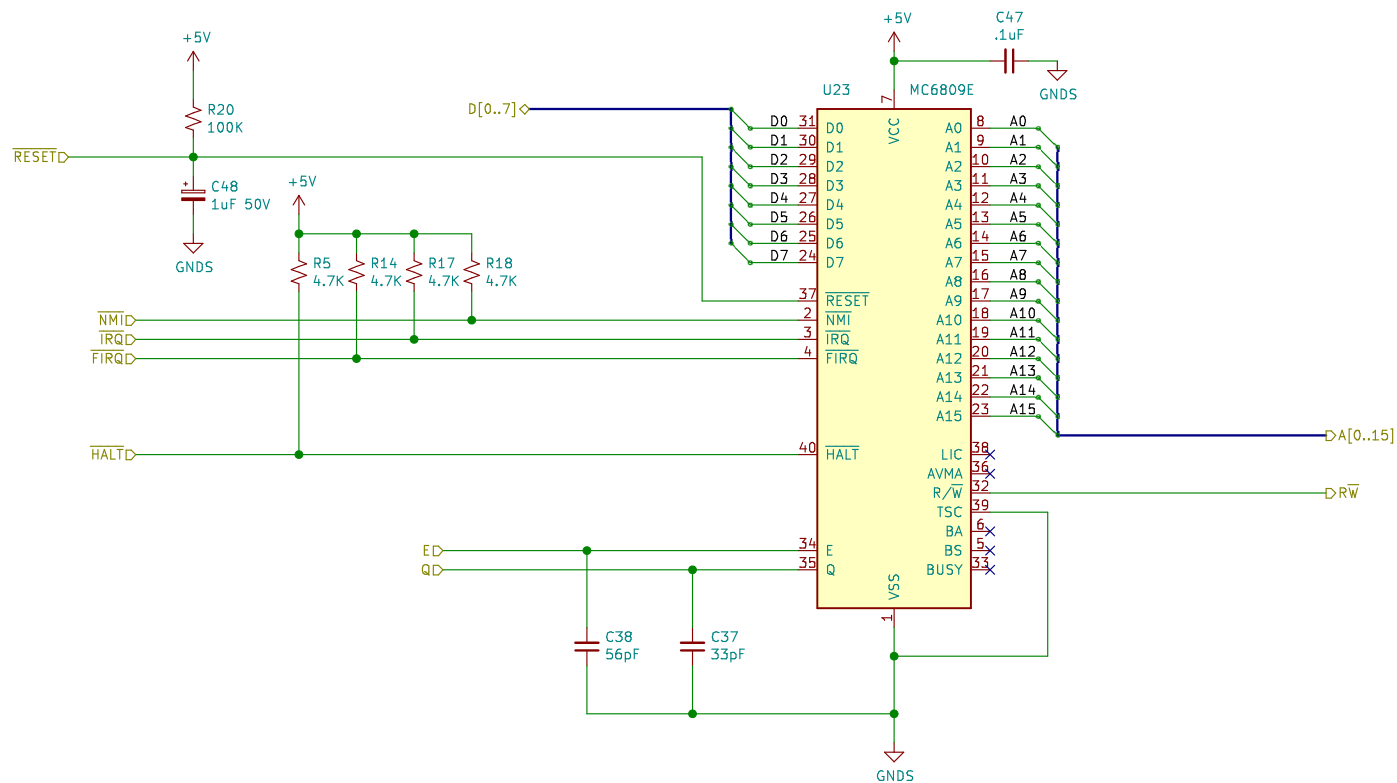 +5V
C47
.1uF
GNDS
+5V
R20
100K
D[0..7]
U23
MC6809E
7
VCC
D0 31 D0
D1 30 D1
D2 29 D2
D3 28 D3
D4 27 D4
D5 26 D5
D6 25 D6
D7 24 D7
A0 8 A0
A1 9 A1
A2 10 A2
A3 11 A3
A4 12 A4
A5 13 A5
A6 14 A6
A7 15 A7
A8 16 A8
A9 17 A9
A10 18 A10
A11 19 A11
A12 20 A12
A13 21 A13
A14 22 A14
A15 23 A15
RESET
+
C48
1uF 50V
GNDS
+5V
R5
4.7K
R14
4.7K
R17
4.7K
R18
4.7K
37 RESET
NMI
2 NMI
IRQ
3 IRQ
FIRQ
4 FIRQ
HALT
40 HALT
A[0..15]
LIC 38
AVMA 36
R/W 32
RW
TSC 39
BA 6
BS 5
BUSY 33
E
34 E
Q
35 Q
VSS
1
C38
56pF
C37
33pF
GNDS